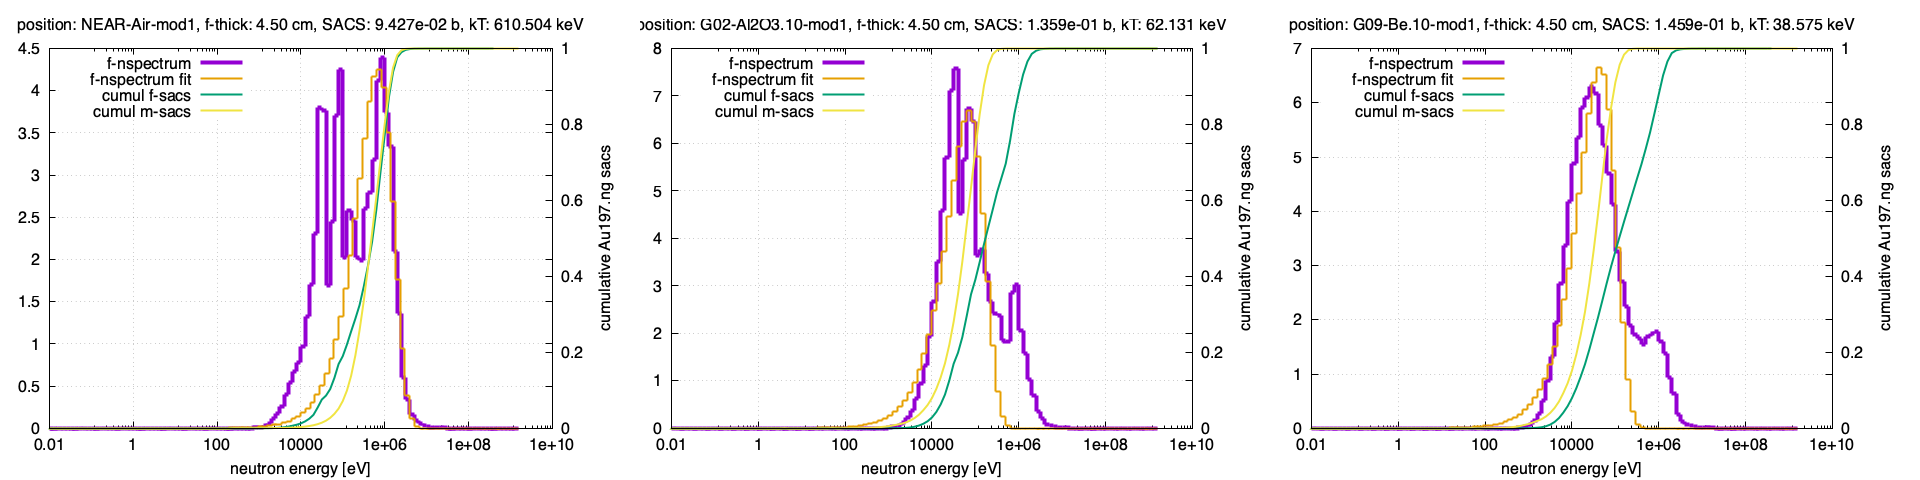 position: NEAR-Air-mod1, f-thick: 4.50 cm, SACS: 9.427e-02 b, kT: 610.504 keV
4.5
4
3.5
3
2.5
2
1.5
1
0.5
0
f-nspectrum
f-nspectrum fit
cumul f-sacs
cumul m-sacs
1
0.8
0.6
0.4
0.2
0
cumulative Au197.ng sacs
0.01 1 100 10000 1e+06 1e+08 1e+10
neutron energy [eV]
position: G02-Al2O3.10-mod1, f-thick: 4.50 cm, SACS: 1.359e-01 b, kT: 62.131 keV
8
7
6
5
4
3
2
1
0
f-nspectrum
f-nspectrum fit
cumul f-sacs
cumul m-sacs
1
0.8
0.6
0.4
0.2
0
cumulative Au197.ng sacs
0.01 1 100 10000 1e+06 1e+08 1e+10
neutron energy [eV]
position: G09-Be.10-mod1, f-thick: 4.50 cm, SACS: 1.459e-01 b, kT: 38.575 keV
7
6
5
4
3
2
1
0
f-nspectrum
f-nspectrum fit
cumul f-sacs
cumul m-sacs
1
0.8
0.6
0.4
0.2
0
cumulative Au197.ng sacs
0.01 1 100 10000 1e+06 1e+08 1e+10
neutron energy [eV]